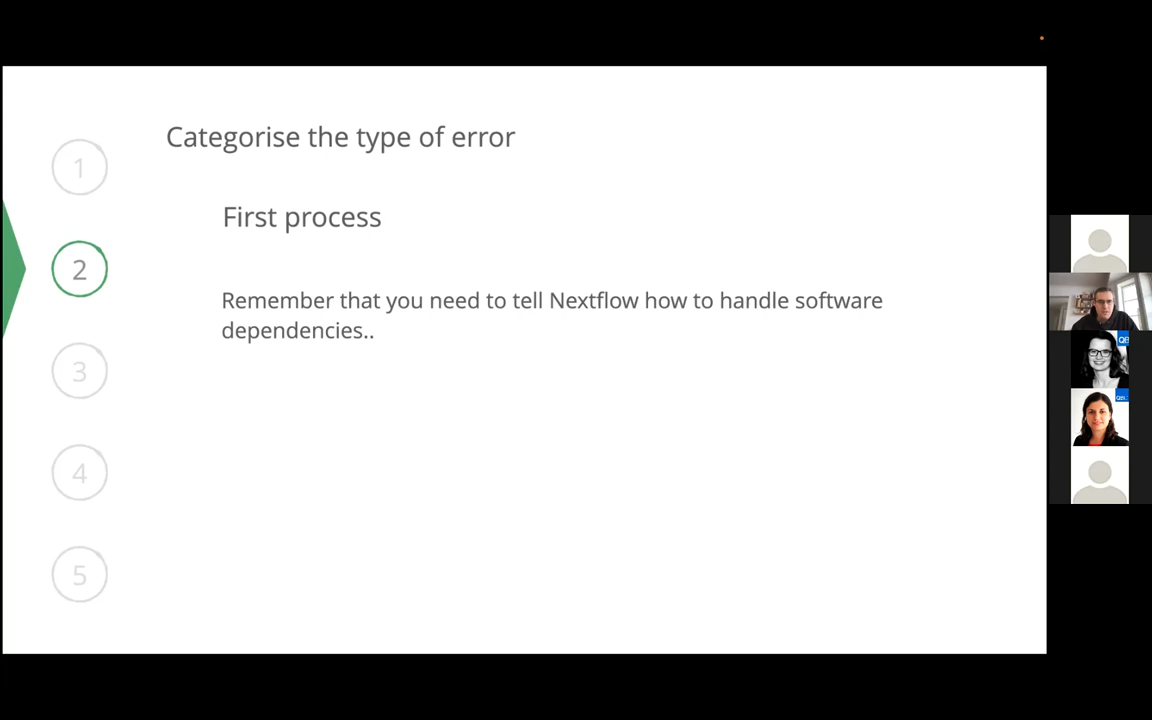 Categorise the type of error
1
First process
2
Remember that you need to tell Nextflow how to handle software
dependencies..
3
4
5